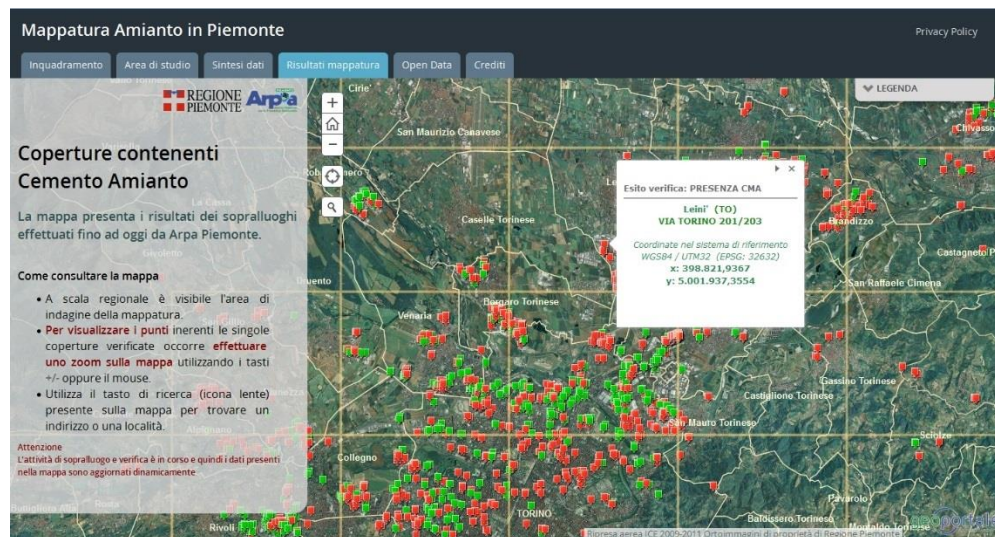 Mappatura Amianto in Piemonte
Privacy Policy
Inquadramento
Area di studio
Sintesi dati
Risultati mappatura
Open Data
Crediti
REGIONE
PIEMONTE
Arpa
Coperture contenenti
Cemento Amianto
La mappa presenta i risultati dei sopralluoghi
effettuati fino ad oggi da Arpa Piemonte.
Come consultare la mappa
• A scala regionale è visibile l'area di
indagine della mappatura.
• Per visualizzare i punti inerenti le singole
coperture verificate occorre effettuare
uno zoom sulla mappa utilizzando i tasti
+/- oppure il mouse.
• Utilizza il tasto di ricerca (icona lente)
presente sulla mappa per trovare un
indirizzo o una località.
Attenzione
L'attività di sopralluogo e verifica è in corso e quindi i dati presenti
nella mappa sono aggiornati dinamicamente
+
−
LEGENDA
Cirie'
San Maurizio Canavese
Chivasso
Esito verifica: PRESENZA CMA
Leini' (TO)
VIA TORINO 201/203
Coordinate nel sistema di riferimento
WGS84 / UTM32 (EPSG: 32632)
x: 398.821,9367
y: 5.001.937,3554
La Cassa
Caselle Torinese
Brandizzo
Givoletto
Castagneto P
San Raffaele Cimena
Borgaro Torinese
Venaria
Gassino Torinese
Castiglione Torinese
San Mauro Torinese
Alpignano
Collegno
Sciolze
Pavarolo
TORINO
Rivoli
Baldissero Torinese
Montaldo Torinese
geoportale
Ripresa aerea ICE 2009-2011 Ortoimmagini di proprietà di Regione Piemonte